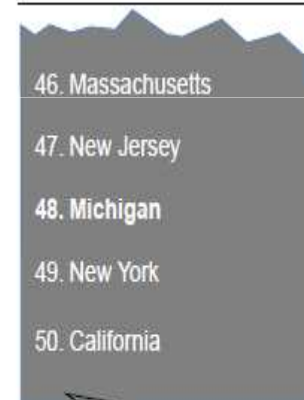 46. Massachusetts
47. New Jersey
48. Michigan
49. New York
50. California